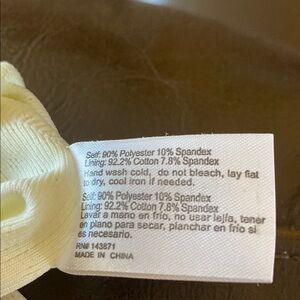 Self: 90% Polyester 10% Spandex
Lining: 92.2% Cotton 7.8% Spandex
Hand wash cold, do not bleach, lay flat
to dry, cool iron if needed.
Self: 90% Polyester 10% Spandex
Lining: 92.2% Cotton 7.8% Spandex
Lavar a mano en frío, no usar lejía, tener
en plano para secar, planchar en frío si
es necesario.
RN# 143871
MADE IN CHINA